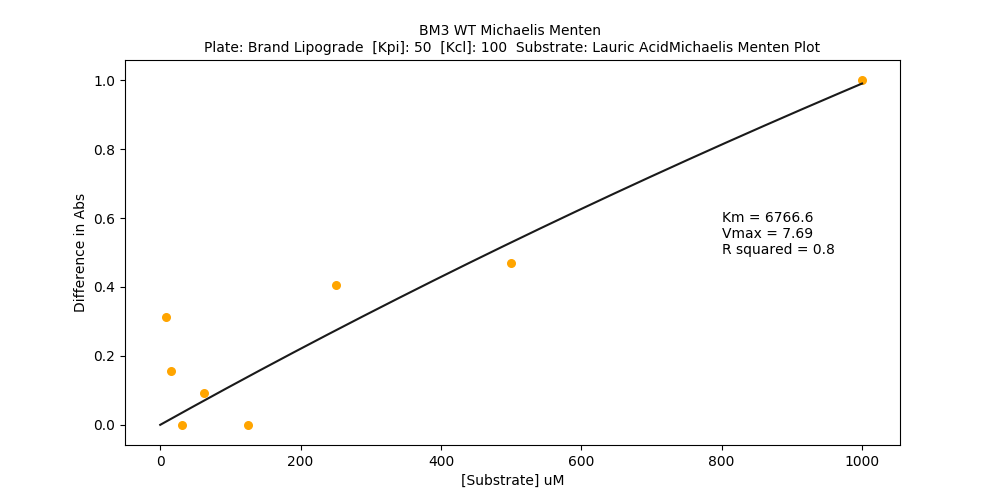 BM3 WT Michaelis Menten
Plate: Brand Lipograde  [Kpi]: 50  [Kcl]: 100  Substrate: Lauric AcidMichaelis Menten Plot
1.0
0.8
0.6
0.4
0.2
0.0
Difference in Abs
Km = 6766.6
Vmax = 7.69
R squared = 0.8
0 200 400 600 800 1000
[Substrate] uM